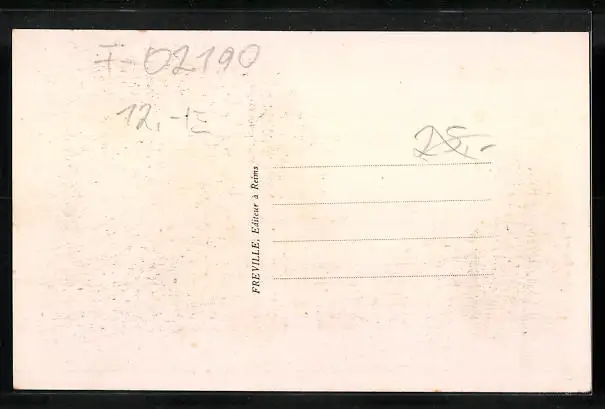 F-02190
12,-E
25,-
FREVILLE, Editeur à Reims